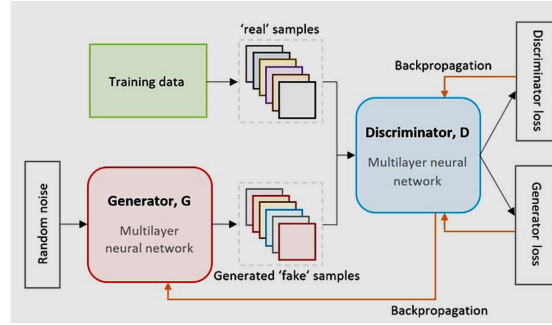 'real' samples
Training data
Backpropagation
Discriminator loss
Discriminator, D
Multilayer neural
network
Random noise
Generator, G
Multilayer
neural network
Generated 'fake' samples
Generator loss
Backpropagation